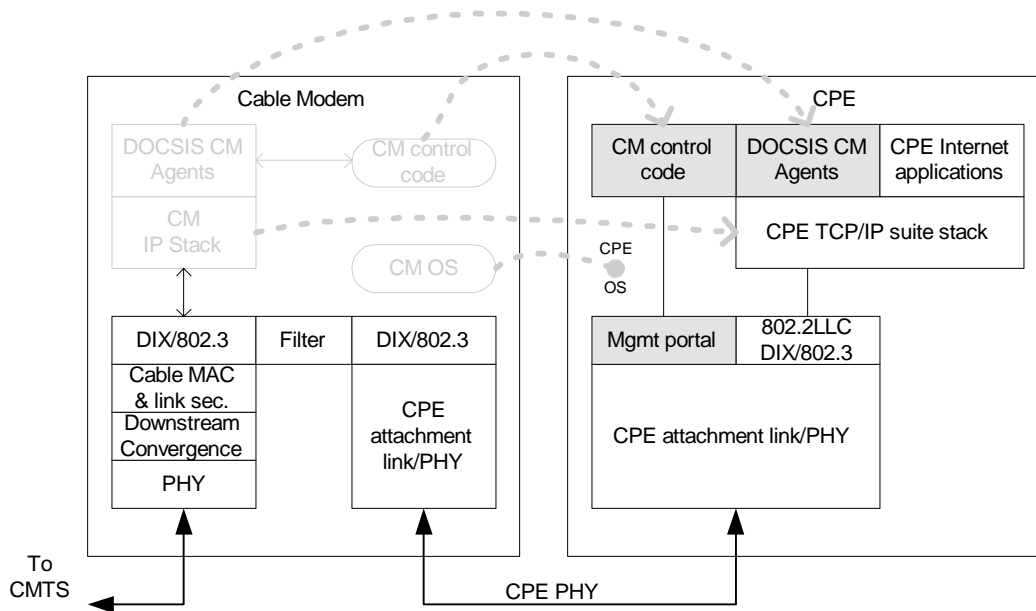 Cable Modem
DOCSIS CM
Agents
CM control
code
CM
IP Stack
CM OS
DIX/802.3
Filter
DIX/802.3
Cable MAC
& link sec.
Downstream
Convergence
PHY
CPE
attachment
link/PHY
CPE
CM control
code
DOCSIS CM
Agents
CPE Internet
applications
CPE TCP/IP suite stack
CPE
OS
Mgmt portal
802.2LLC
DIX/802.3
CPE attachment link/PHY
To
CMTS
CPE PHY